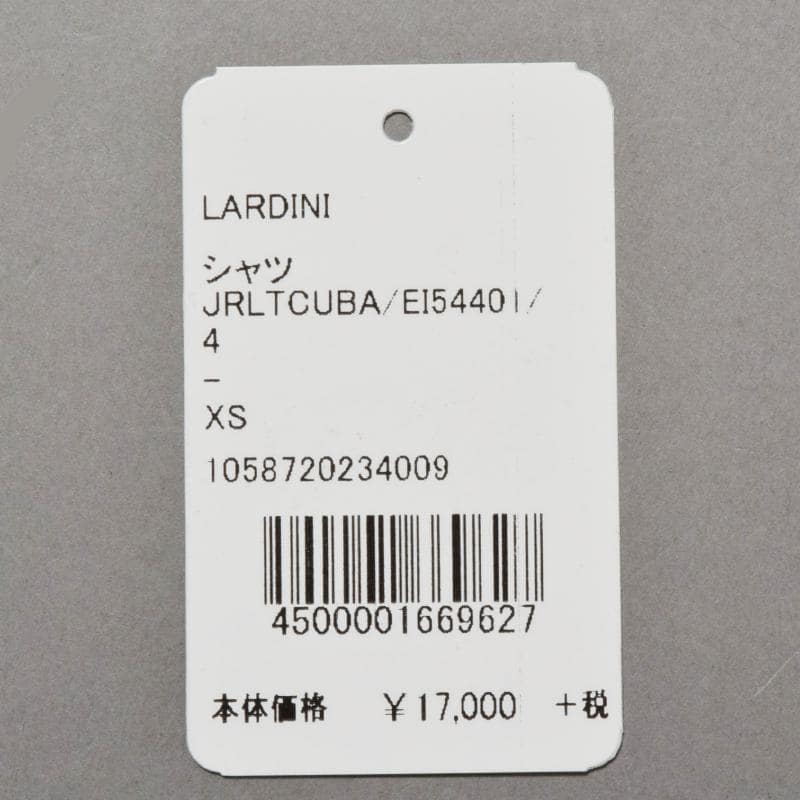 LARDINI
シャツ
JRLTCUBA/EI54401/
4
-
XS
1058720234009
4500001669627
本体価格 ¥17,000 +税